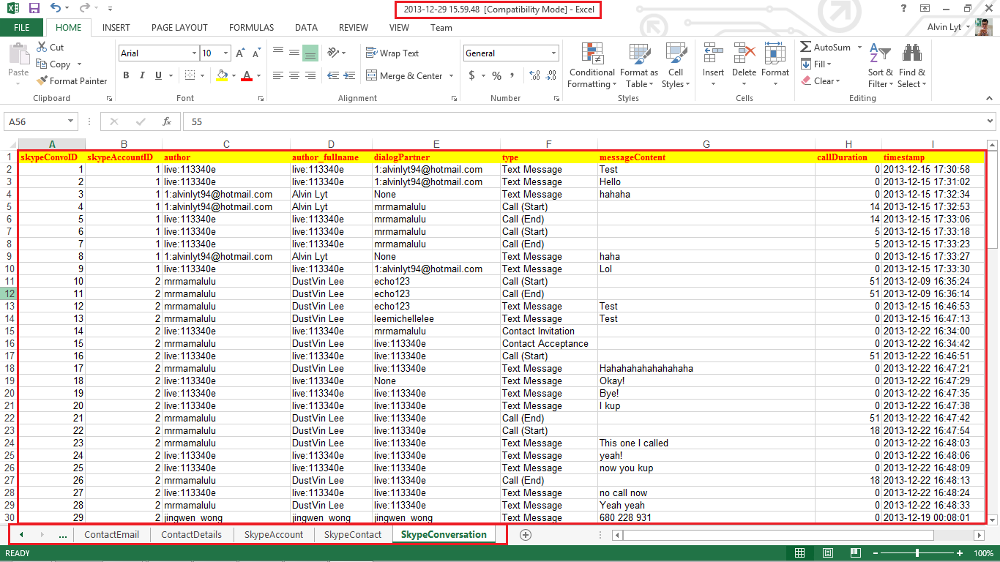 2013-12-29 15.59.48 [Compatibility Mode] - Excel
FILE HOME INSERT PAGE LAYOUT FORMULAS DATA REVIEW VIEW Team Alvin Lyt
Paste Cut Copy Format Painter Clipboard
Arial 10 A A B I U A Font
Wrap Text Merge & Center Alignment
General $ % , Number
Conditional Formatting Format as Table Cell Styles Styles
Insert Delete Format Cells
AutoSum Fill Clear Sort & Filter Find & Select Editing
A56 fx 55
A B C D E F G H I
1 skypeConvoID skypeAccountID author author_fullname dialogPartner type messageContent callDuration timestamp
2 1 1 live:113340e live:113340e 1:alvinlyt94@hotmail.com Text Message Test 0 2013-12-15 17:30:58
3 2 1 live:113340e live:113340e 1:alvinlyt94@hotmail.com Text Message Hello 0 2013-12-15 17:31:02
4 3 1 1:alvinlyt94@hotmail.com Alvin Lyt None Text Message hahaha 0 2013-12-15 17:32:34
5 4 1 1:alvinlyt94@hotmail.com Alvin Lyt mrmamalulu Call (Start) 14 2013-12-15 17:32:53
6 5 1 live:113340e live:113340e mrmamalulu Call (End) 14 2013-12-15 17:33:06
7 6 1 live:113340e live:113340e mrmamalulu Call (Start) 5 2013-12-15 17:33:18
8 7 1 live:113340e live:113340e mrmamalulu Call (End) 5 2013-12-15 17:33:23
9 8 1 1:alvinlyt94@hotmail.com Alvin Lyt None Text Message haha 0 2013-12-15 17:33:27
10 9 1 live:113340e live:113340e 1:alvinlyt94@hotmail.com Text Message Lol 0 2013-12-15 17:33:30
11 10 2 mrmamalulu DustVin Lee echo123 Call (Start) 51 2013-12-09 16:35:24
12 11 2 mrmamalulu DustVin Lee echo123 Call (End) 51 2013-12-09 16:36:14
13 12 2 mrmamalulu DustVin Lee echo123 Text Message Test 0 2013-12-15 16:46:53
14 13 2 mrmamalulu DustVin Lee leemichellelee Text Message Test 0 2013-12-15 16:47:13
15 14 2 live:113340e live:113340e mrmamalulu Contact Invitation 0 2013-12-22 16:34:00
16 15 2 mrmamalulu DustVin Lee live:113340e Contact Acceptance 0 2013-12-22 16:34:42
17 16 2 live:113340e live:113340e live:113340e Call (Start) 51 2013-12-22 16:46:51
18 17 2 mrmamalulu DustVin Lee live:113340e Text Message Hahahahahahahahaha 0 2013-12-22 16:47:21
19 18 2 live:113340e live:113340e None Text Message Okay! 0 2013-12-22 16:47:29
20 19 2 mrmamalulu DustVin Lee live:113340e Text Message Bye! 0 2013-12-22 16:47:35
21 20 2 live:113340e live:113340e live:113340e Text Message I kup 0 2013-12-22 16:47:38
22 21 2 mrmamalulu DustVin Lee live:113340e Call (End) 51 2013-12-22 16:47:42
23 22 2 mrmamalulu DustVin Lee live:113340e Call (Start) 18 2013-12-22 16:47:54
24 23 2 mrmamalulu DustVin Lee live:113340e Text Message This one I called 0 2013-12-22 16:48:03
25 24 2 live:113340e live:113340e live:113340e Text Message yeah! 0 2013-12-22 16:48:06
26 25 2 live:113340e live:113340e live:113340e Text Message now you kup 0 2013-12-22 16:48:09
27 26 2 mrmamalulu DustVin Lee live:113340e Call (End) 18 2013-12-22 16:48:13
28 27 2 live:113340e live:113340e live:113340e Text Message no call now 0 2013-12-22 16:48:24
29 28 2 mrmamalulu DustVin Lee live:113340e Text Message Yeah yeah 0 2013-12-22 16:48:33
30 29 2 jingwen_wong jingwen_wong jingwen_wong Text Message 680 228 931 0 2013-12-19 00:08:01
... ContactEmail ContactDetails SkypeAccount SkypeContact SkypeConversation
READY 100%